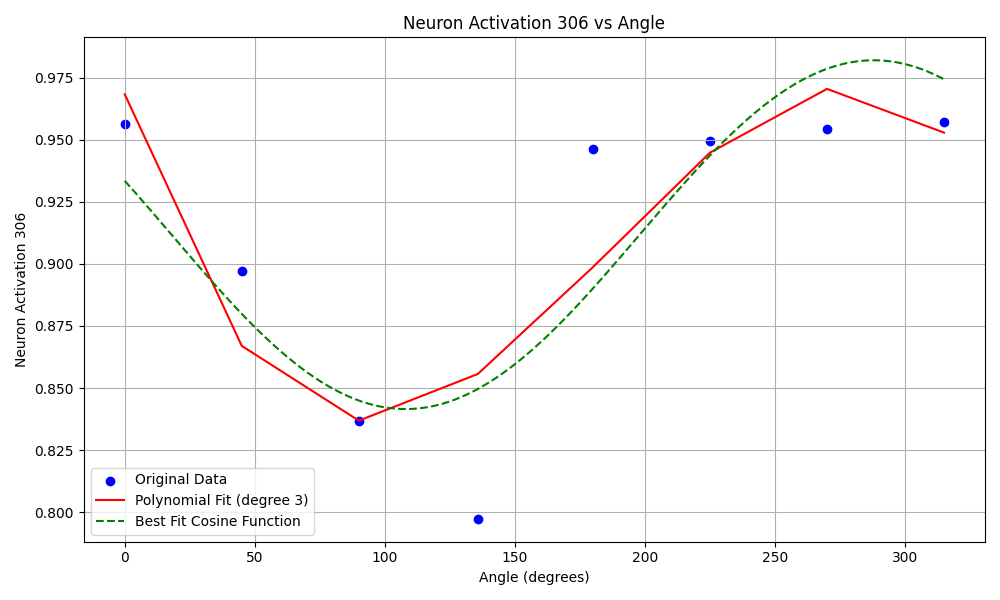 Neuron Activation 306 vs Angle
Neuron Activation 306
0.975
0.950
0.925
0.900
0.875
0.850
0.825
0.800
Original Data
Polynomial Fit (degree 3)
Best Fit Cosine Function
0 50 100 150 200 250 300
Angle (degrees)